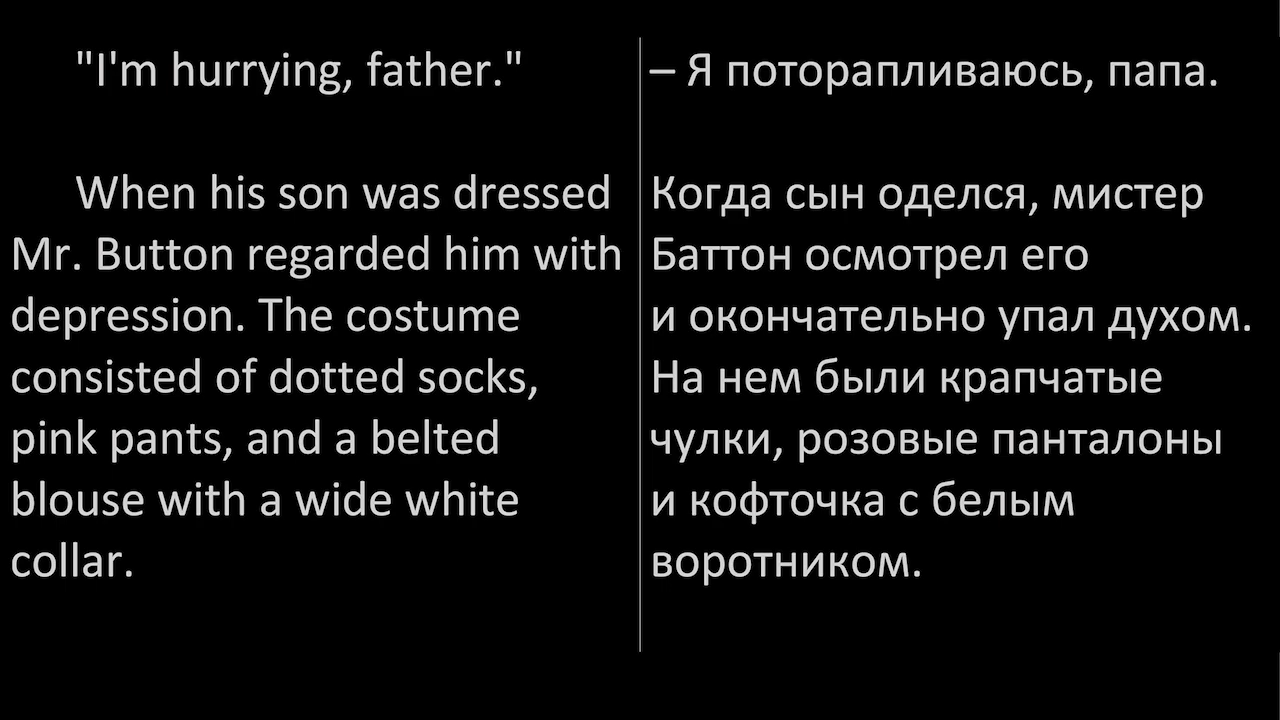 "I'm hurrying, father."
When his son was dressed
Mr. Button regarded him with
depression. The costume
consisted of dotted socks,
pink pants, and a belted
blouse with a wide white
collar.
– Я поторапливаюсь, папа.
Когда сын оделся, мистер
Баттон осмотрел его
и окончательно упал духом.
На нем были крапчатые
чулки, розовые панталоны
и кофточка с белым
воротником.